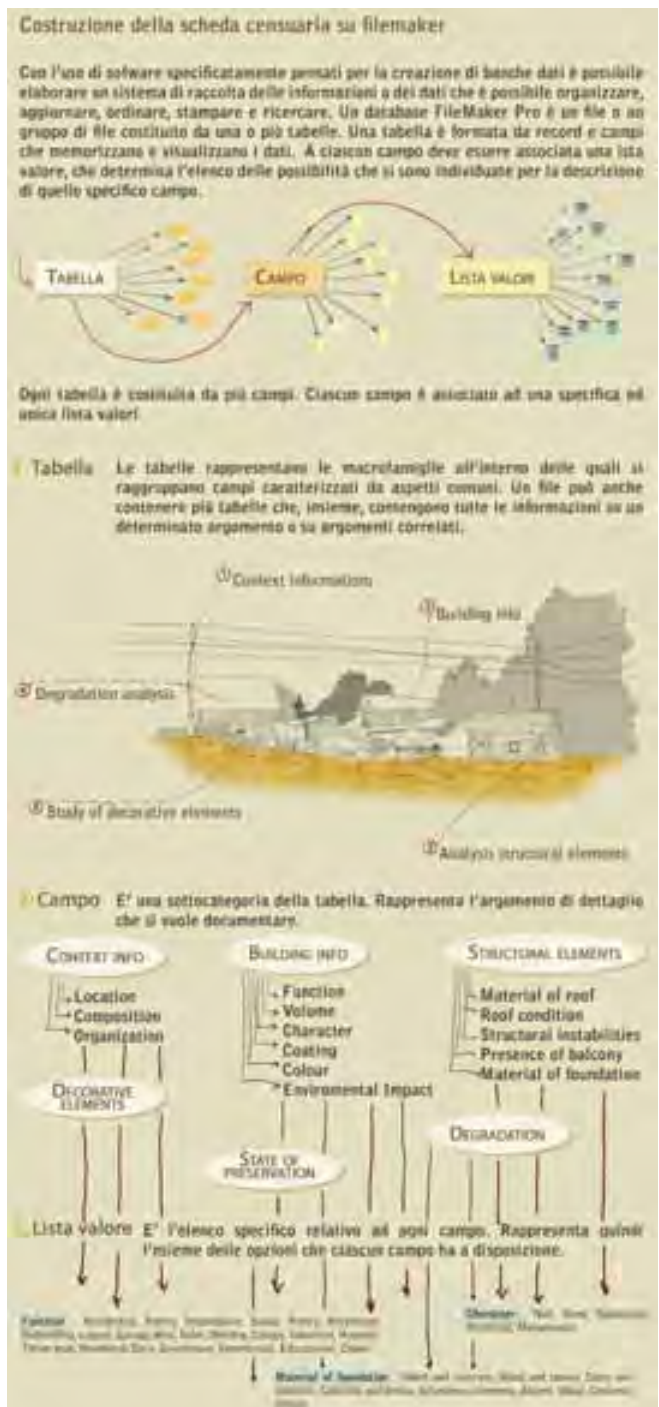 Costruzione della scheda censuaria su filemaker
Con l'uso di sofware specificatamente pensati per la creazione di banche dati è possibile
elaborare un sistema di raccolta delle informazioni o dei dati che è possibile organizzare,
aggiornare, ordinare, stampare e ricercare. Un database FileMaker Pro è un file o un
gruppo di file costituito da una o più tabelle. Una tabella è formata da record e campi
che memorizzano e visualizzano i dati. A ciascun campo deve essere associata una lista
valore, che determina l'elenco delle possibilità che si sono individuate per la descrizione
di quello specifico campo.
TABELLA
CAMPO
LISTA VALORI
Ogni tabella è costituita da più campi. Ciascun campo è associato ad una specifica ed
unica lista valori
Tabella Le tabelle rappresentano le macrofamiglie all'interno delle quali si
raggruppano campi caratterizzati da aspetti comuni. Un file può anche
contenere più tabelle che, insieme, contengono tutte le informazioni su un
determinato argomento o su argomenti correlati.
Context informations
Building info
Degradation analysis
Study of decorative elements
Analysis structural elements
Campo E' una sottocategoria della tabella. Rappresenta l'argomento di dettaglio
che si vuole documentare.
CONTEXT INFO
BUILDING INFO
STRUCTURAL ELEMENTS
Location
Composition
Organization
Function
Volume
Character
Coating
Colour
Enviromental Impact
Material of roof
Roof condition
Structural instabilities
Presence of balcony
Material of foundation
DECORATIVE
ELEMENTS
STATE OF
PRESERVATION
DEGRADATION
Lista valore E' l'elenco specifico relativo ad ogni campo. Rappresenta quindi
l'insieme delle opzioni che ciascun campo ha a disposizione.
Function
Character
Material of foundation